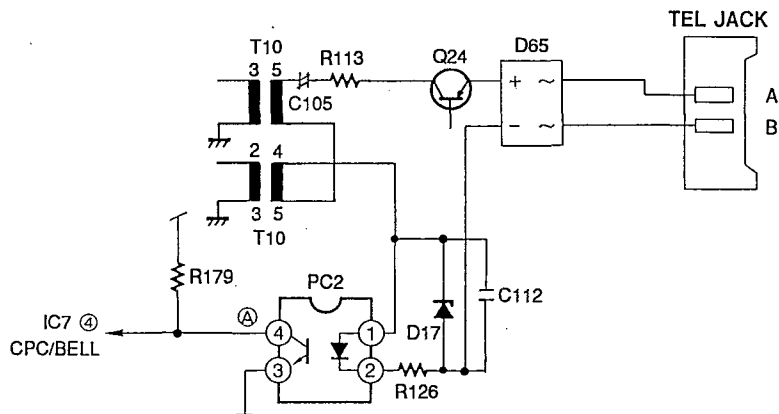 TEL JACK
T10
3 5
R113
C105
Q24
D65
+ ~
- ~
A
B
2 4
3 5
T10
R179
PC2
IC7 ④
CPC/BELL
Ⓐ
④
③
①
②
D17
C112
R126